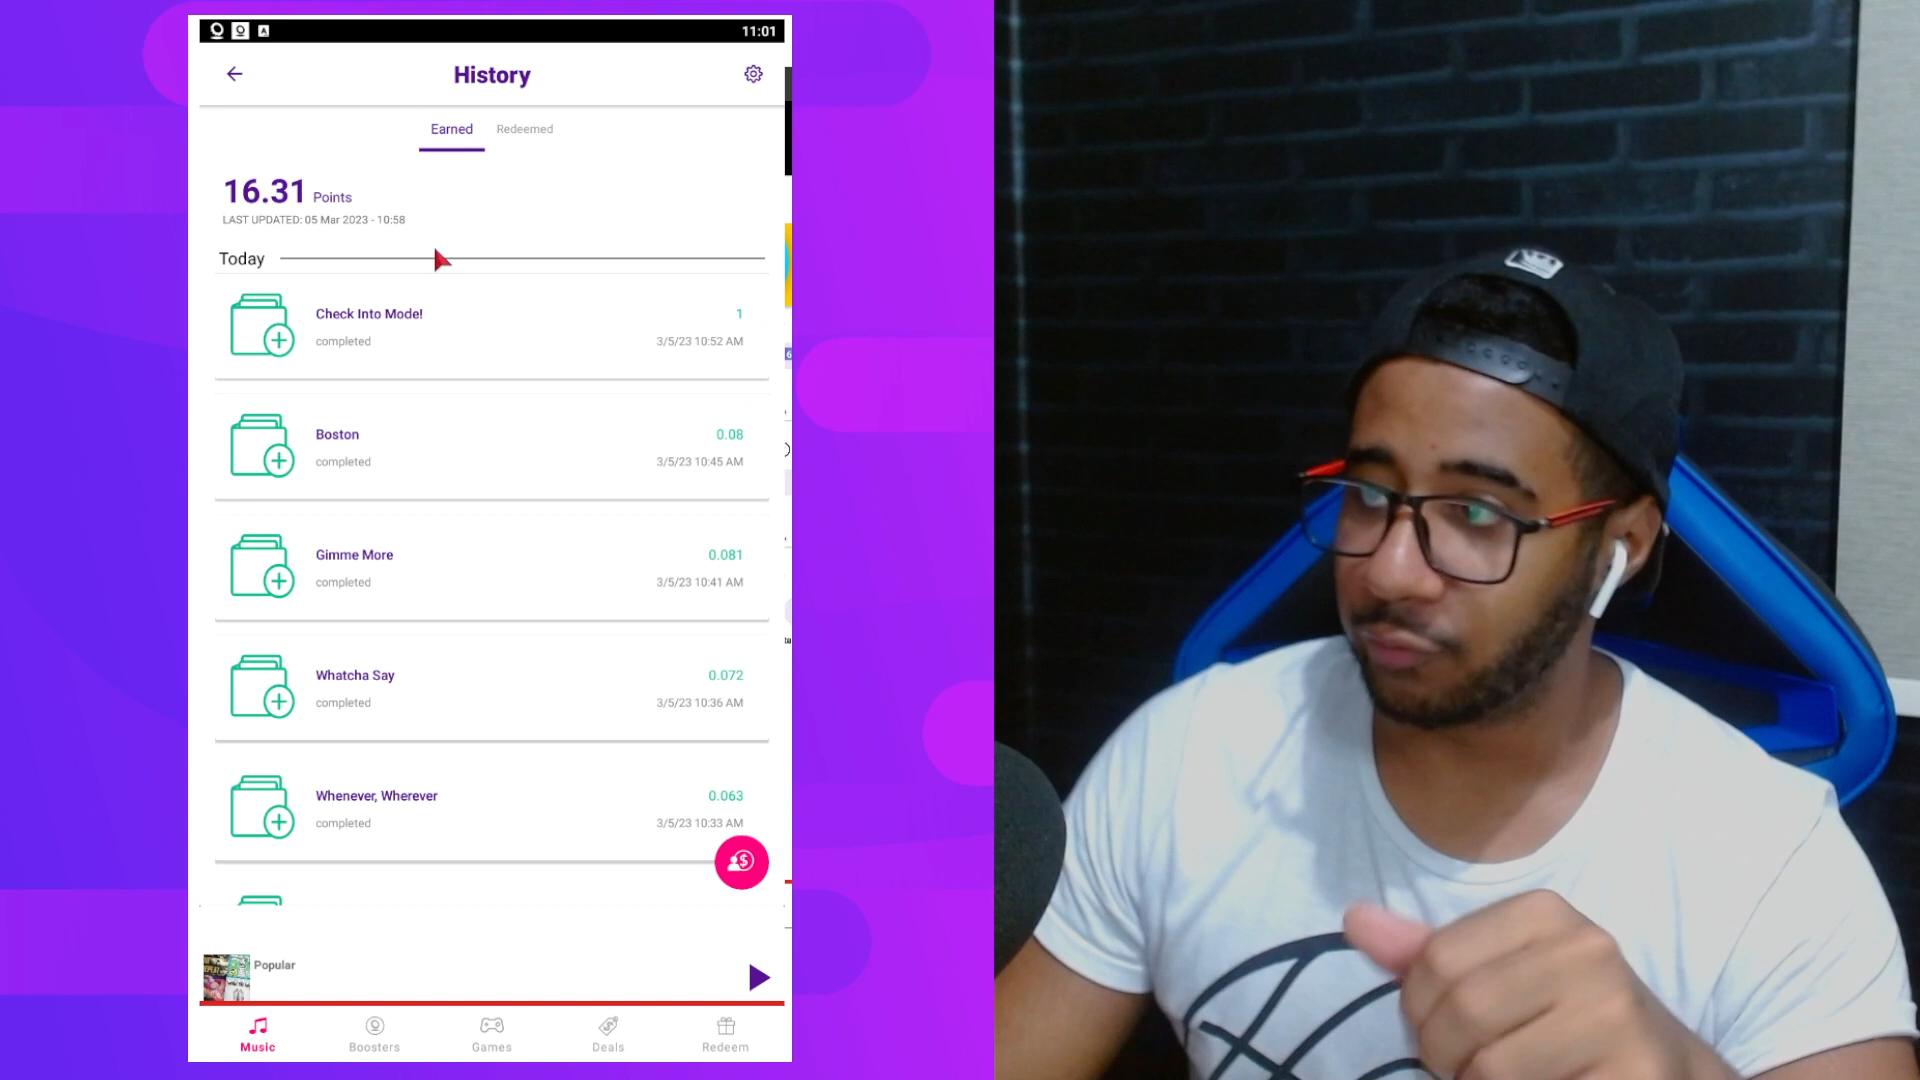 11:01
History
Earned Redeemed
16.31 Points
LAST UPDATED: 05 Mar 2023 - 10:58
Today
Check Into Mode! 1
completed 3/5/23 10:52 AM
Boston 0.08
completed 3/5/23 10:45 AM
Gimme More 0.081
completed 3/5/23 10:41 AM
Whatcha Say 0.072
completed 3/5/23 10:36 AM
Whenever, Wherever 0.063
completed 3/5/23 10:33 AM
Popular
Music Boosters Games Deals Redeem